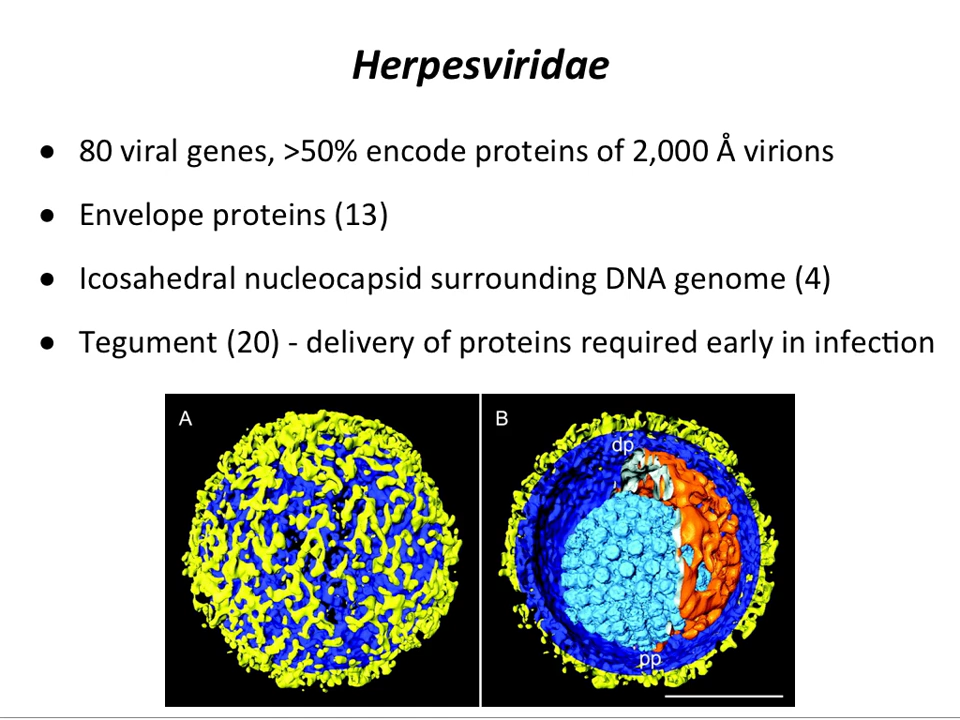 Herpesviridae
• 80 viral genes, >50% encode proteins of 2,000 Å virions
• Envelope proteins (13)
• Icosahedral nucleocapsid surrounding DNA genome (4)
• Tegument (20) - delivery of proteins required early in infection
A
B
dp
pp